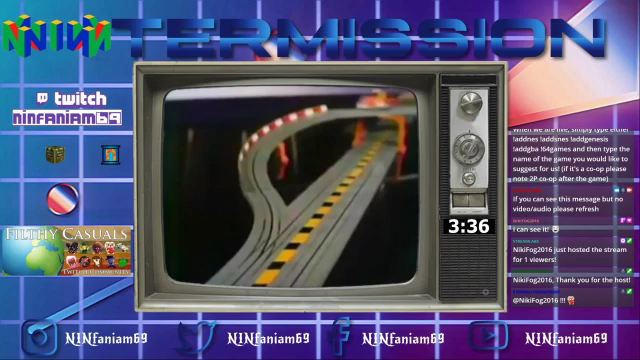 TERMISSION
twitch
NINFANIAM69
FILTHY CASUALS
TWITCH COMMUNITY
3:36
When we are live, simply type either
!addnes !addsnes !addgenesis
!addgba !64games and then type the
name of the game you would like to
suggest for us! (if it's a co-op please
note 2P co-op after the game)
If you can see this message but no
video/audio please refresh
NIKIFOG2016
I can see it!
NikiFog2016 just hosted the stream
for 1 viewers!
NikiFog2016, Thank you for the host!
@NikiFog2016 !!!
NINfaniam69
NINfaniam69
NINfaniam69
NINfaniam69